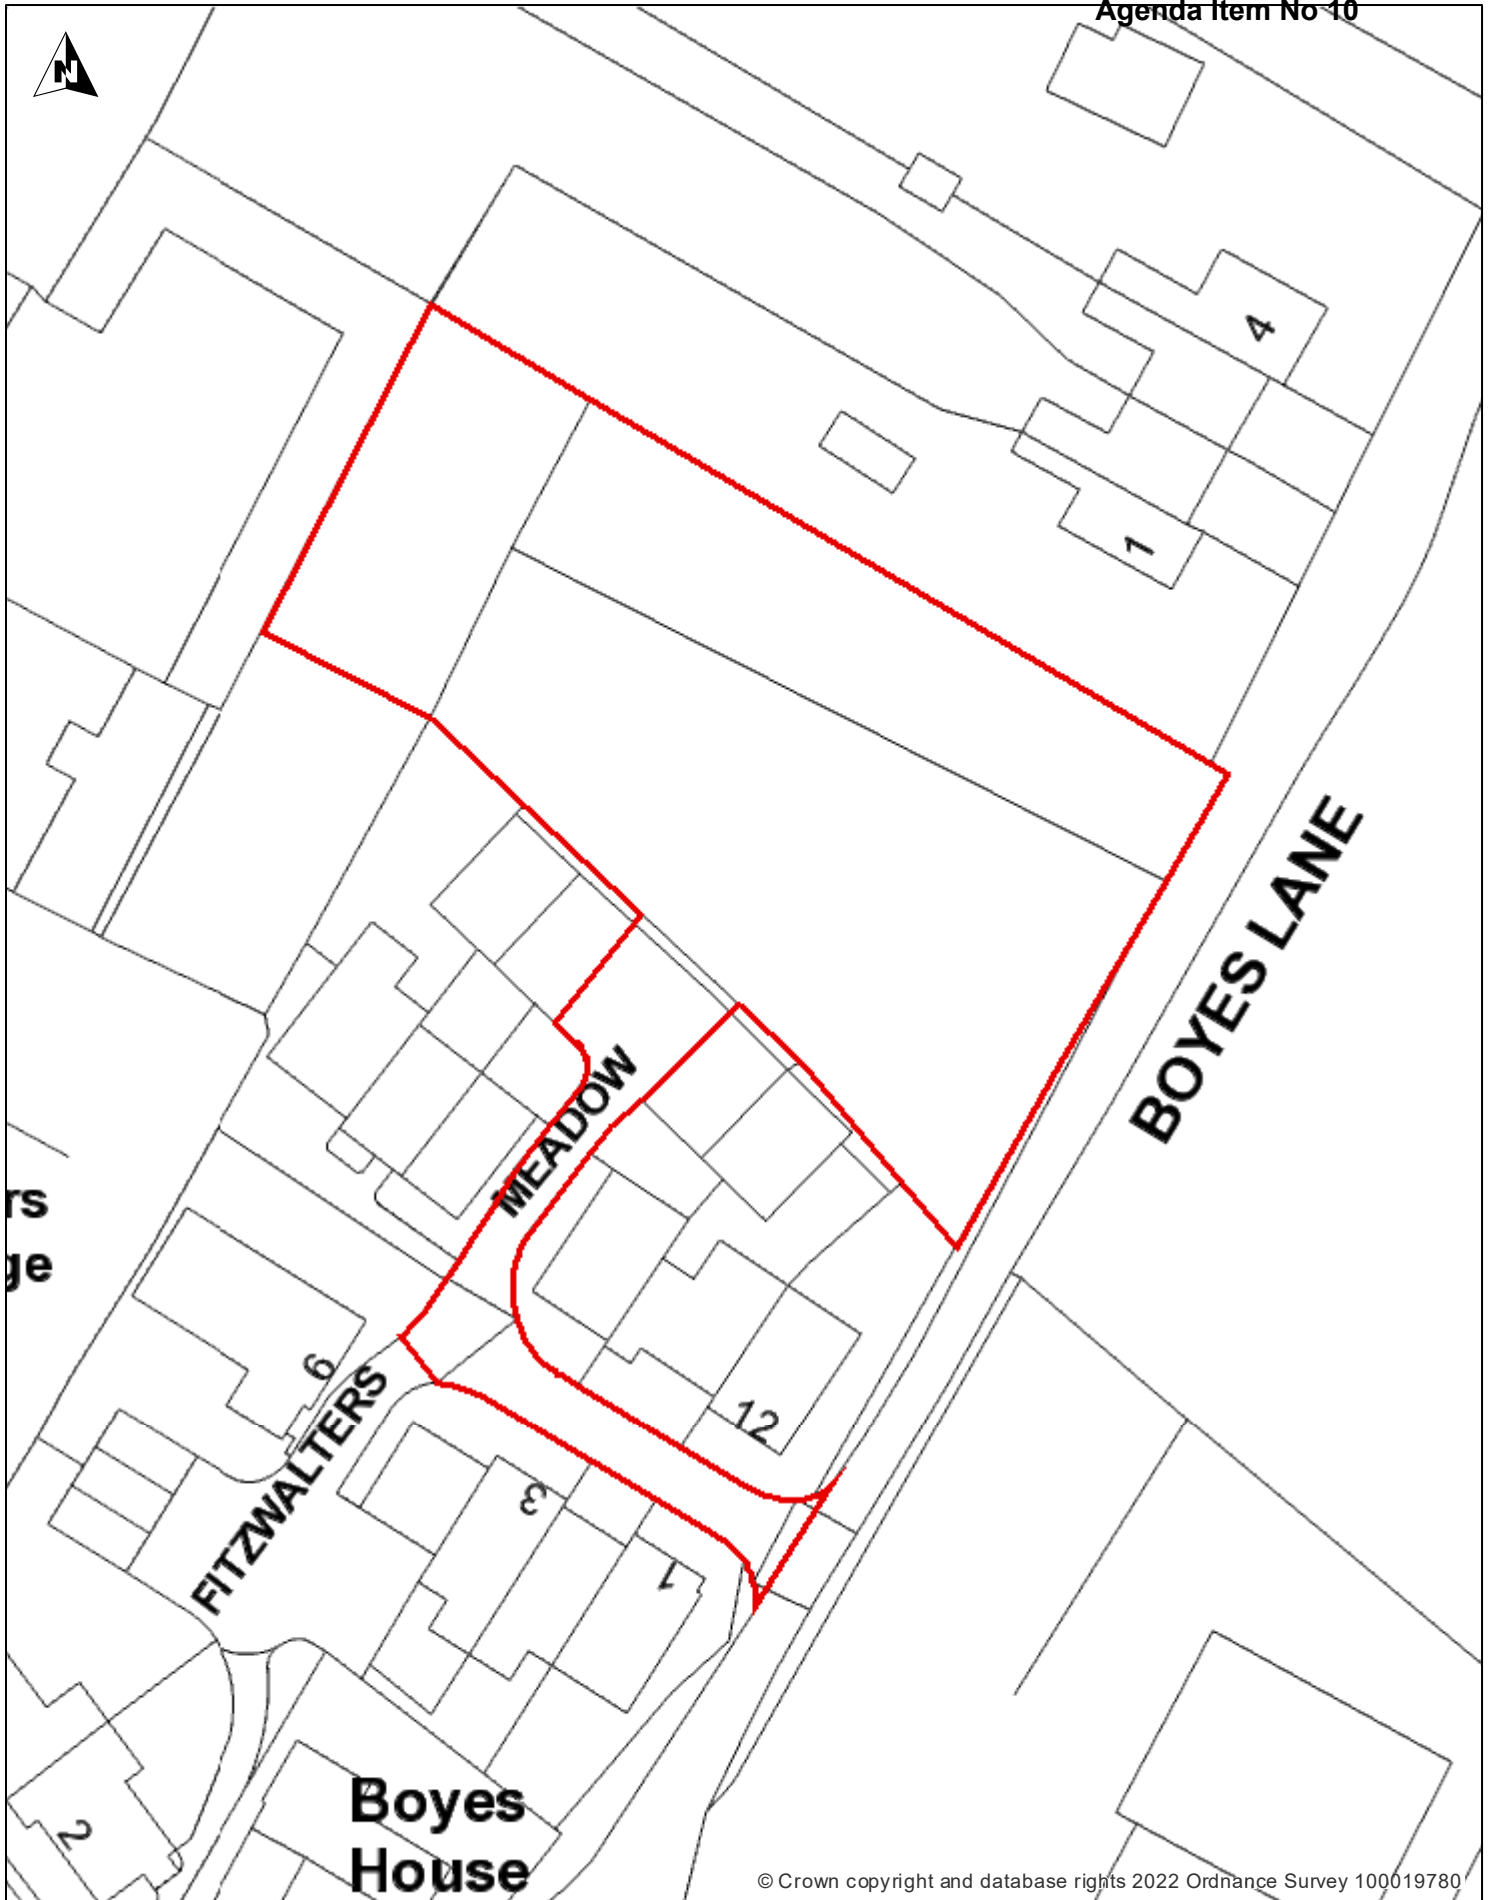 Agenda Item No 10
N
4
1
BOYES LANE
MEADOW
rs
ge
9
12
FITZWALTERS
3
1
Boyes
House
2
© Crown copyright and database rights 2022 Ordnance Survey 100019780